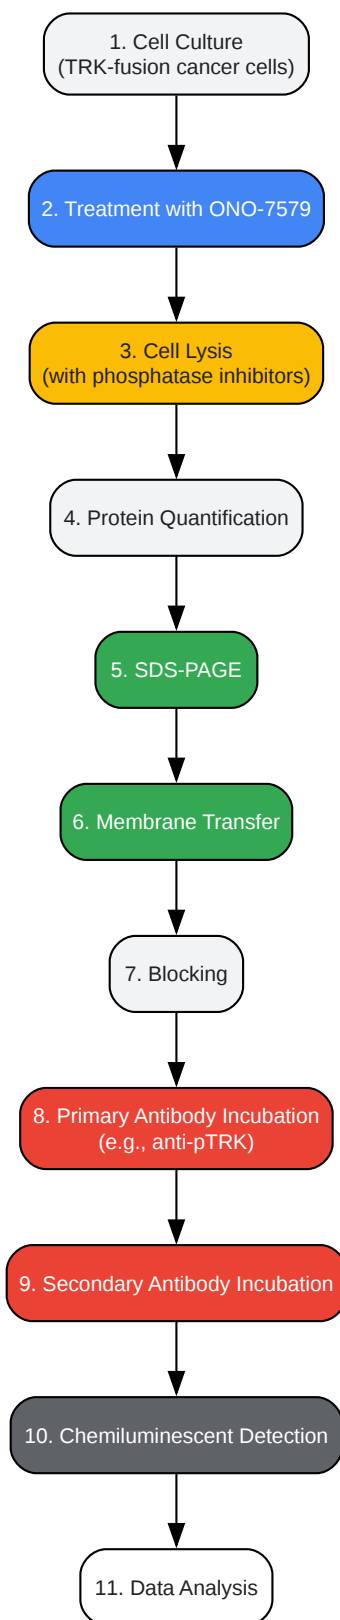 1. Cell Culture
(TRK-fusion cancer cells)
2. Treatment with ONO-7579
3. Cell Lysis
(with phosphatase inhibitors)
4. Protein Quantification
5. SDS-PAGE
6. Membrane Transfer
7. Blocking
8. Primary Antibody Incubation
(e.g., anti-pTRK)
9. Secondary Antibody Incubation
10. Chemiluminescent Detection
11. Data Analysis